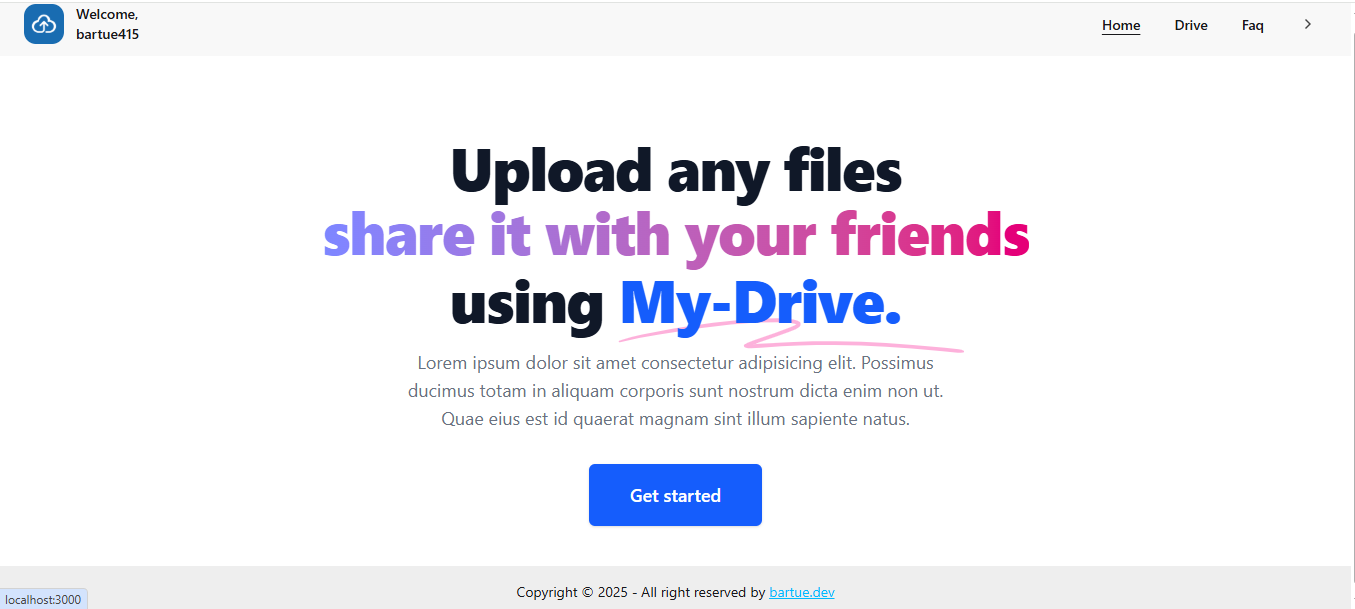 Welcome,
bartue415
Home
Drive
Faq
Upload any files
share it with your friends
using My-Drive.
Lorem ipsum dolor sit amet consectetur adipisicing elit. Possimus
ducimus totam in aliquam corporis sunt nostrum dicta enim non ut.
Quae eius est id quaerat magnam sint illum sapiente natus.
Get started
Copyright © 2025 - All right reserved by bartue.dev
localhost:3000